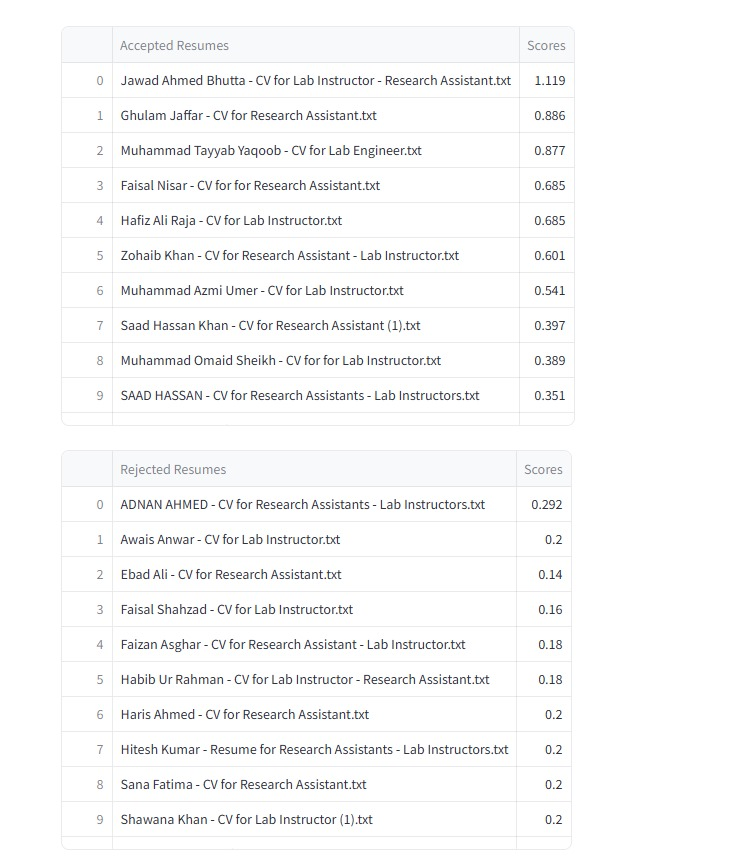 Accepted Resumes Scores
0 Jawad Ahmed Bhutta - CV for Lab Instructor - Research Assistant.txt 1.119
1 Ghulam Jaffar - CV for Research Assistant.txt 0.886
2 Muhammad Tayyab Yaqoob - CV for Lab Engineer.txt 0.877
3 Faisal Nisar - CV for for Research Assistant.txt 0.685
4 Hafiz Ali Raja - CV for Lab Instructor.txt 0.685
5 Zohaib Khan - CV for Research Assistant - Lab Instructor.txt 0.601
6 Muhammad Azmi Umer - CV for Lab Instructor.txt 0.541
7 Saad Hassan Khan - CV for Research Assistant (1).txt 0.397
8 Muhammad Omaid Sheikh - CV for for Lab Instructor.txt 0.389
9 SAAD HASSAN - CV for Research Assistants - Lab Instructors.txt 0.351
Rejected Resumes Scores
0 ADNAN AHMED - CV for Research Assistants - Lab Instructors.txt 0.292
1 Awais Anwar - CV for Lab Instructor.txt 0.2
2 Ebad Ali - CV for Research Assistant.txt 0.14
3 Faisal Shahzad - CV for Lab Instructor.txt 0.16
4 Faizan Asghar - CV for Research Assistant - Lab Instructor.txt 0.18
5 Habib Ur Rahman - CV for Lab Instructor - Research Assistant.txt 0.18
6 Haris Ahmed - CV for Research Assistant.txt 0.2
7 Hitesh Kumar - Resume for Research Assistants - Lab Instructors.txt 0.2
8 Sana Fatima - CV for Research Assistant.txt 0.2
9 Shawana Khan - CV for Lab Instructor (1).txt 0.2